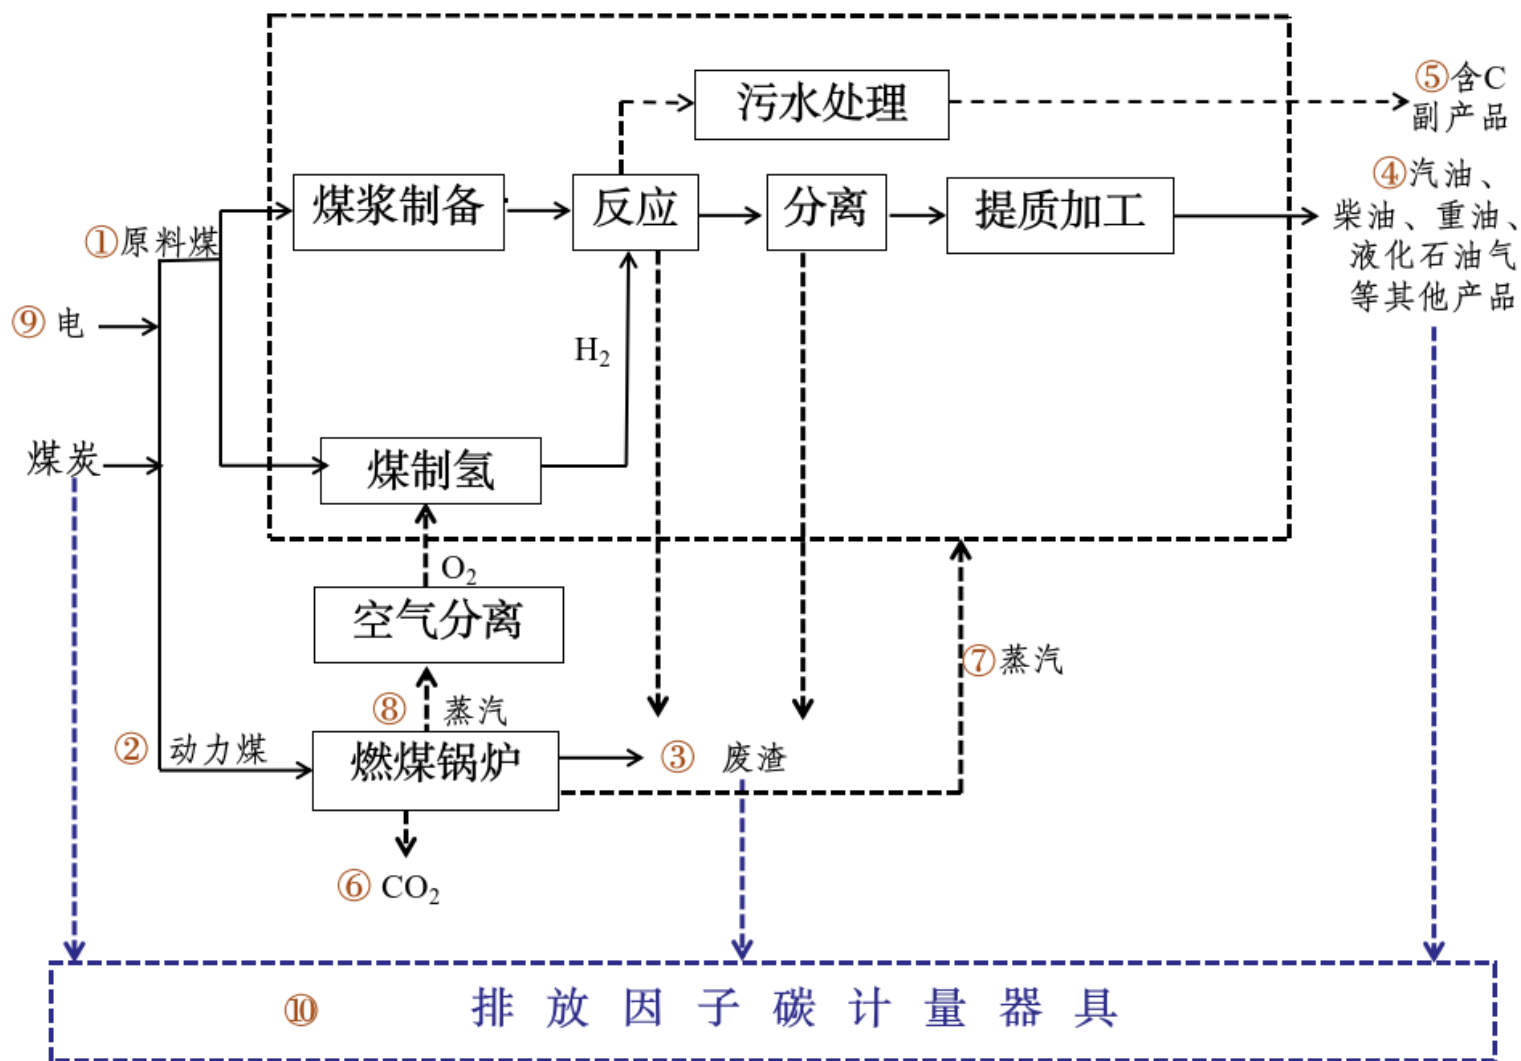 污水处理
⑤含C
副产品
煤浆制备
反应
分离
提质加工
④汽油、
柴油、重油、
液化石油气
等其他产品
①原料煤
⑨ 电
H₂
煤炭
煤制氢
O₂
空气分离
⑦蒸汽
⑧ 蒸汽
② 动力煤
燃煤锅炉
③ 废渣
⑥ CO₂
⑩ 排放因子碳计量器具